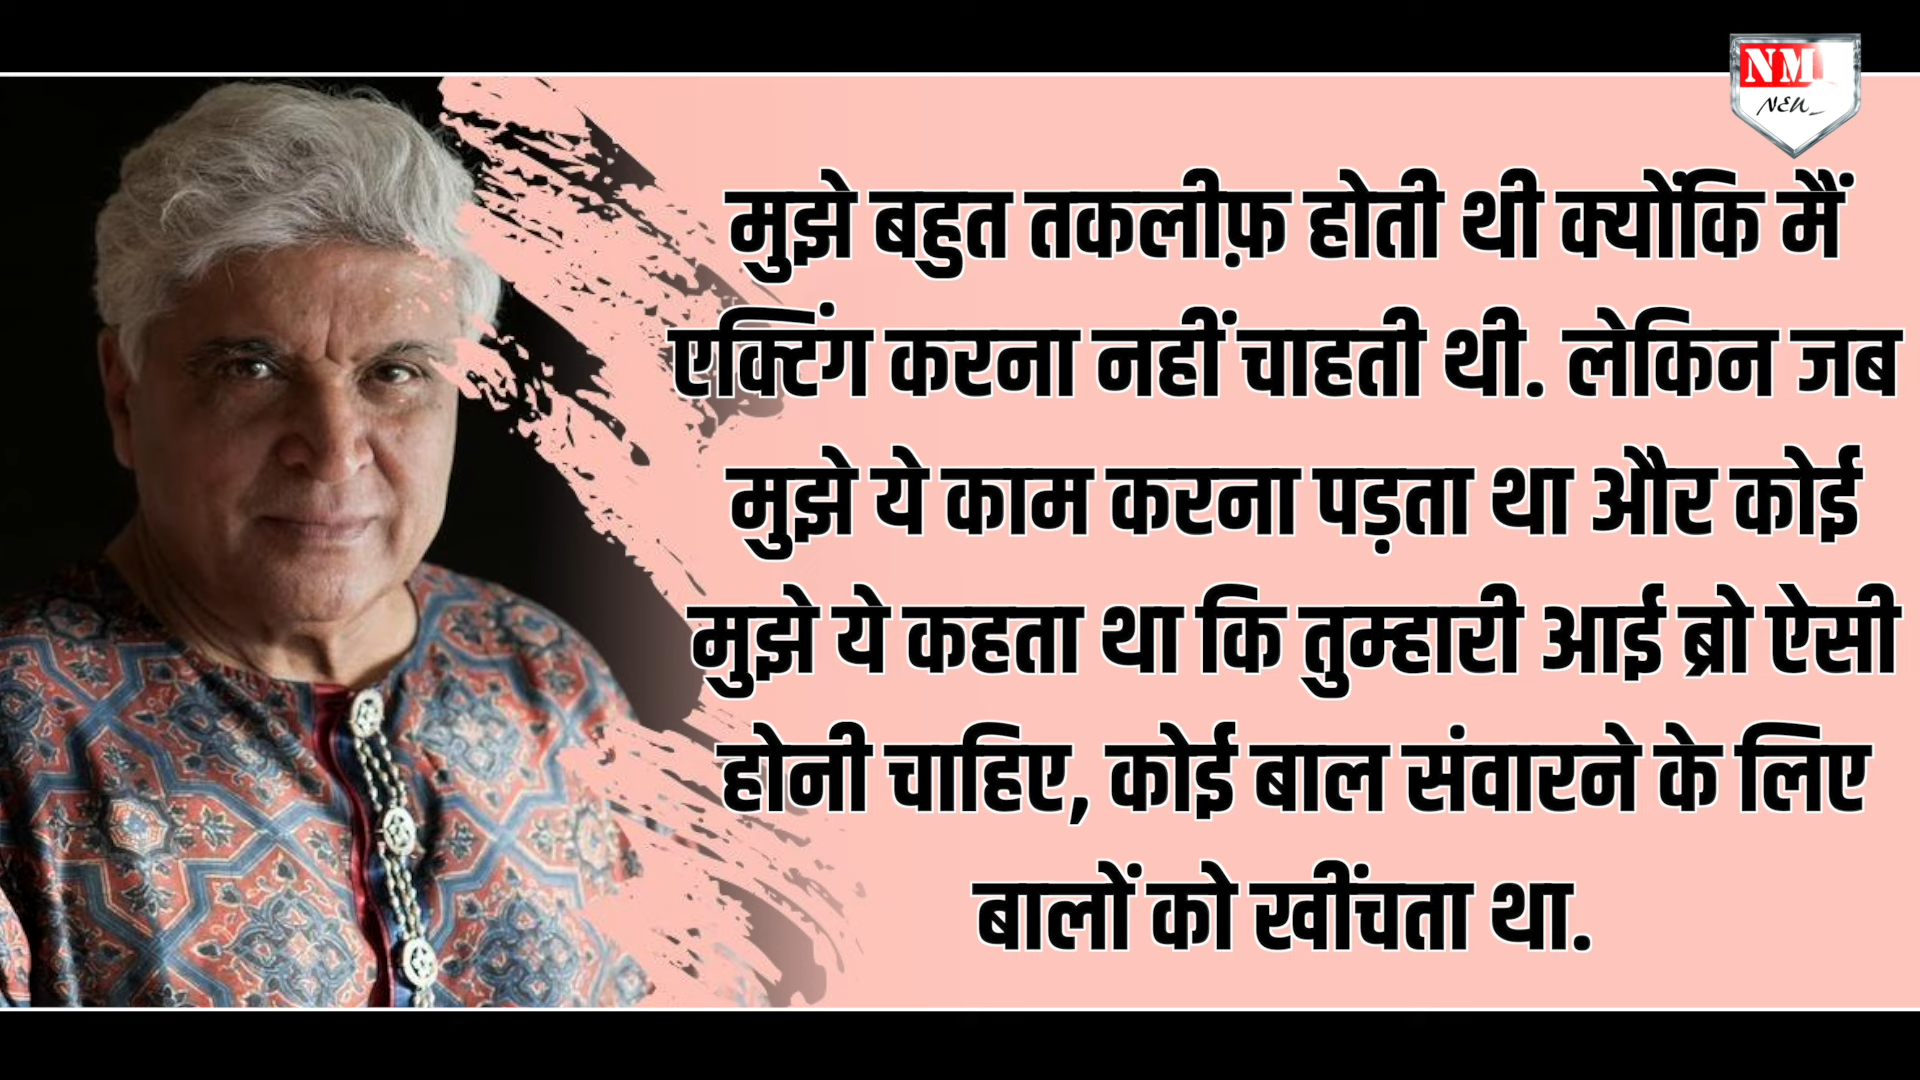 NM
NEW
मुझे बहुत तकलीफ़ होती थी क्योंकि मैं
एक्टिंग करना नहीं चाहती थी. लेकिन जब
मुझे ये काम करना पड़ता था और कोई
मुझे ये कहता था कि तुम्हारी आई ब्रो ऐसी
होनी चाहिए, कोई बाल संवारने के लिए
बालों को खींचता था.